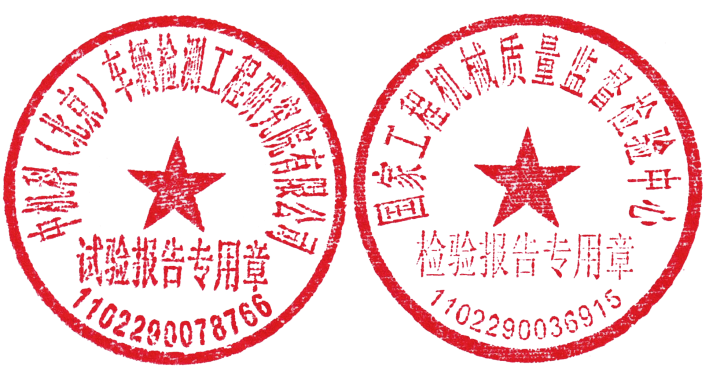 中机科（北京）车辆检测工程研究院有限公司
试验报告专用章
1102290078766
国家工程机械质量监督检验中心
检验报告专用章
1102290036915